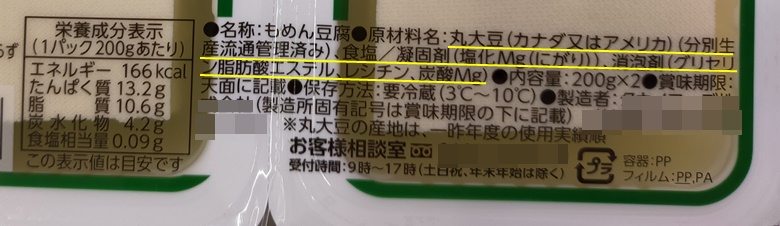 栄養成分表示
(1パック200gあたり)
エネルギー 166kcal
たんぱく質 13.2g
脂質 10.6g
炭水化物 4.2g
食塩相当量 0.09g
この表示値は目安です
らず
●名称:もめん豆腐●原材料名:丸大豆(カナダ又はアメリカ)(分別生
産流通管理済み)、食塩/凝固剤(塩化Mg(にがり))、消泡剤(グリセリ
ン脂肪酸エステル、レシチン、炭酸Mg)●内容量:200g×2●賞味期限:
大面に記載●保存方法:要冷蔵(3℃~10℃)●製造者:
(製造所固有記号は賞味期限の下に記載)
※丸大豆の産地は、一昨年度の使用実績順
お客様相談室
受付時間:9時~17時(土日祝、年末年始は除く)
プラ
容器:PP
フィルム:PP,PA